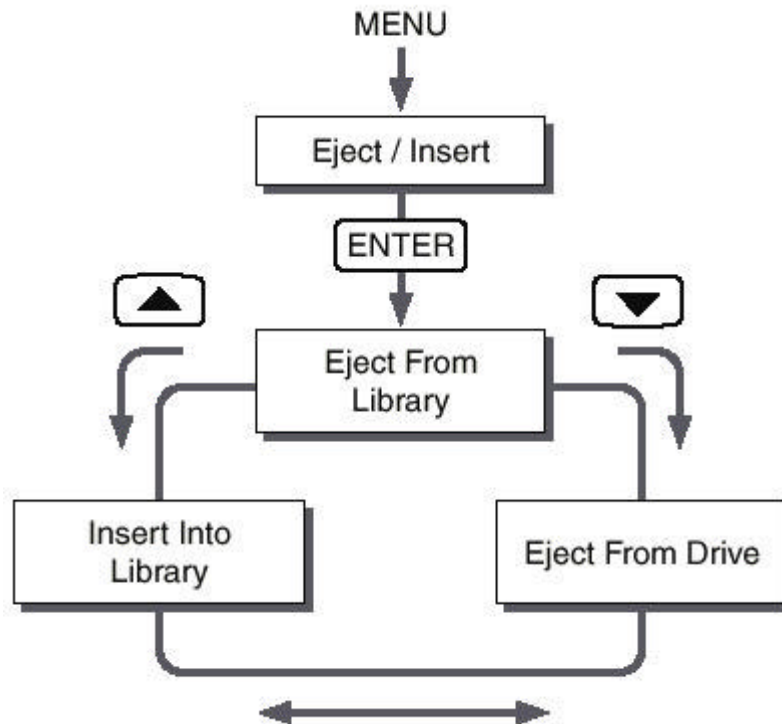 MENU
Eject / Insert
ENTER
Eject From
Library
Insert Into
Library
Eject From Drive